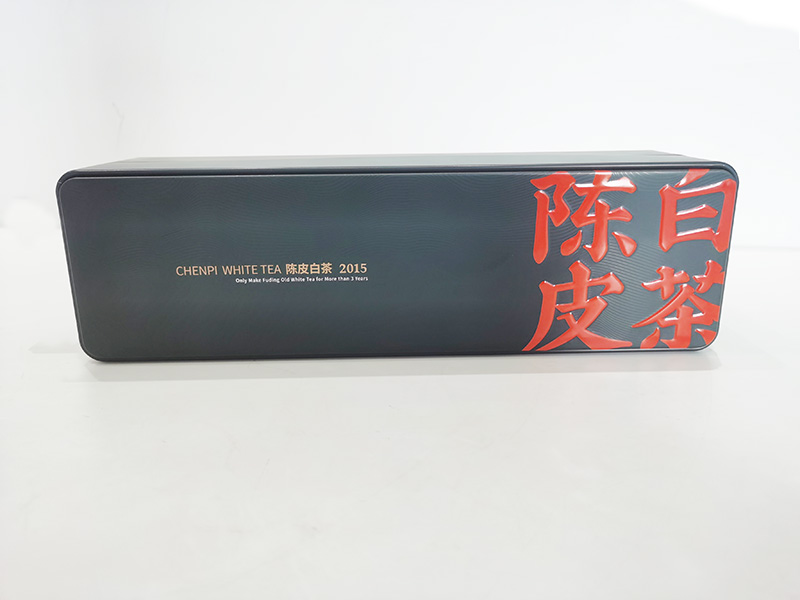 CHENPI WHITE TEA 陈皮白茶 2015
Only Make Fuding Old White Tea for More than 3 Years
陈皮
白茶